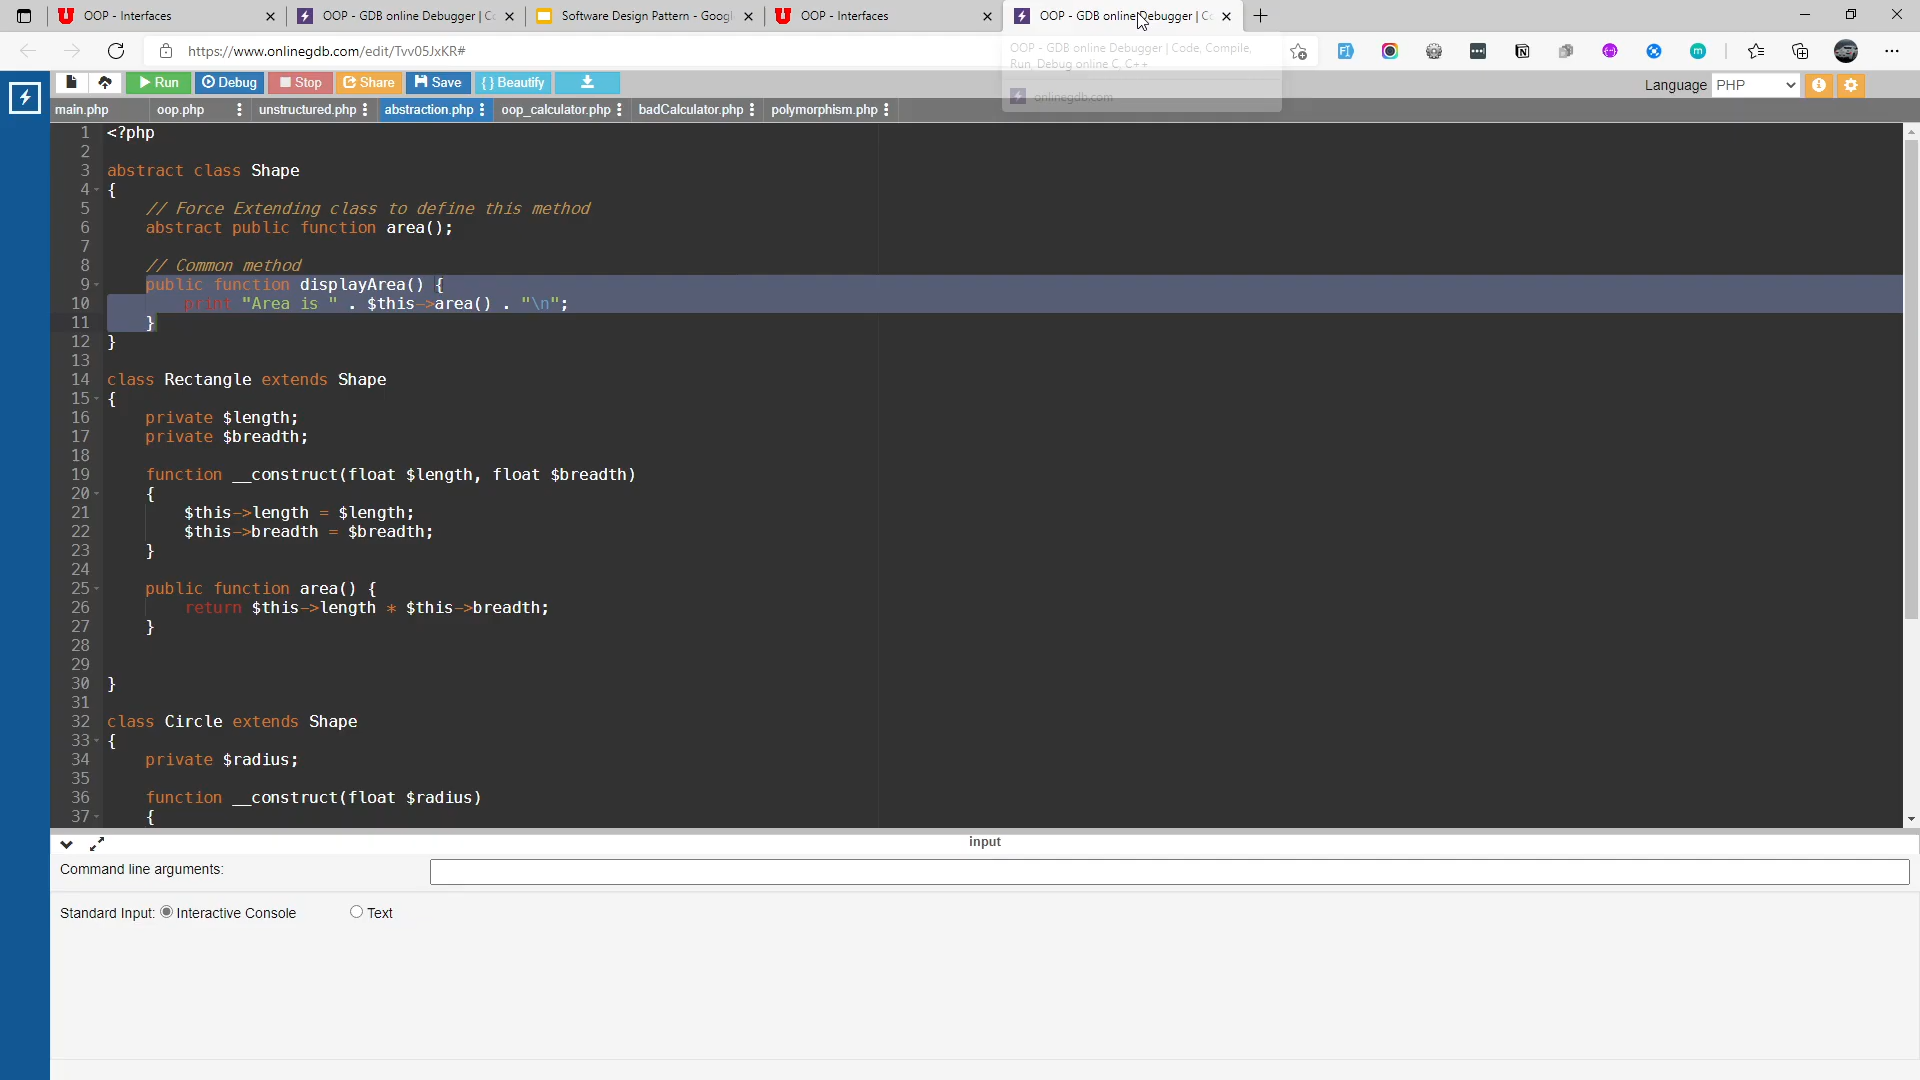 OOP - Interfaces
OOP - GDB online Debugger | C
Software Design Pattern - Googl
OOP - Interfaces
OOP - GDB online Debugger | C
https://www.onlinegdb.com/edit/Tvv05JxKR#
OOP - GDB online Debugger | Code, Compile,
Run, Debug online C, C++
onlinegdb.com
Run
Debug
Stop
Share
Save
{ } Beautify
Language PHP
main.php
oop.php
unstructured.php
abstraction.php
oop_calculator.php
badCalculator.php
polymorphism.php
1 <?php
2
3 abstract class Shape
4 {
5 // Force Extending class to define this method
6 abstract public function area();
7
8 // Common method
9 public function displayArea() {
10 print "Area is " . $this->area() . "\n";
11 }
12 }
13
14 class Rectangle extends Shape
15 {
16 private $length;
17 private $breadth;
18
19 function __construct(float $length, float $breadth)
20 {
21 $this->length = $length;
22 $this->breadth = $breadth;
23 }
24
25 public function area() {
26 return $this->length * $this->breadth;
27 }
28
29
30 }
31
32 class Circle extends Shape
33 {
34 private $radius;
35
36 function __construct(float $radius)
37 {
input
Command line arguments:
Standard Input: Interactive Console Text